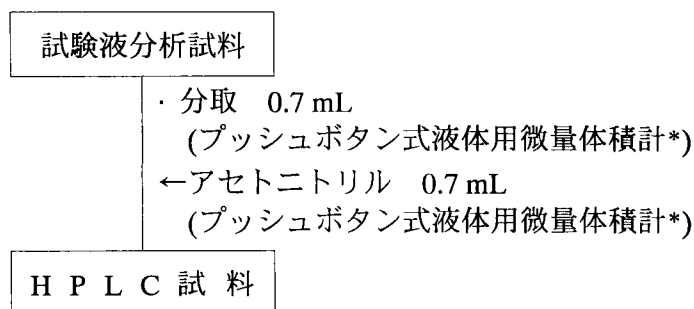 試験液分析試料
・分取　0.7 mL
(プッシュボタン式液体用微量体積計*)
←アセトニトリル　0.7 mL
(プッシュボタン式液体用微量体積計*)
H P L C 試 料